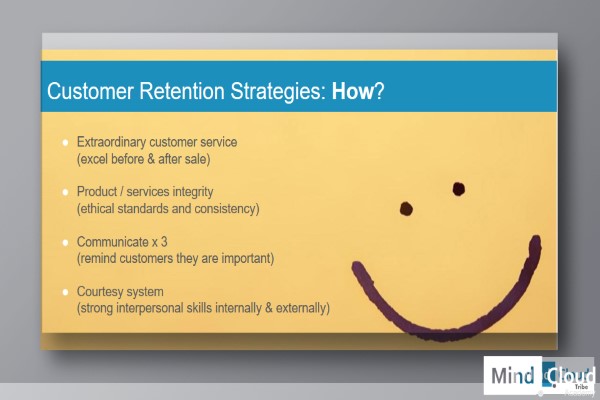 Customer Retention Strategies: How?
Extraordinary customer service
(excel before & after sale)
Product / services integrity
(ethical standards and consistency)
Communicate x 3
(remind customers they are important)
Courtesy system
(strong interpersonal skills internally & externally)
Mind Cloud
Tribe